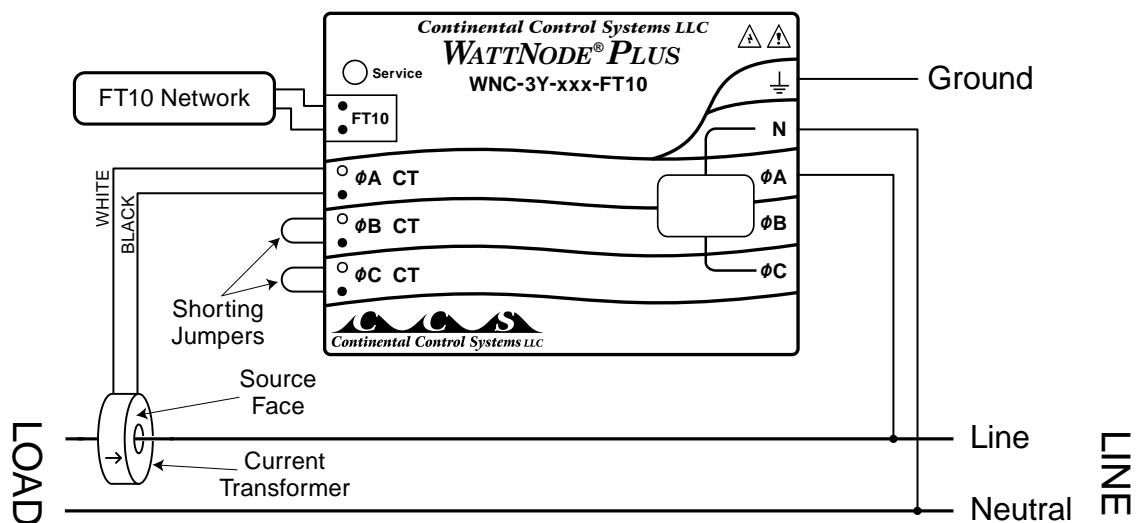 Continental Control Systems LLC
WATTNODE® PLUS
WNC-3Y-xxx-FT10
Service
FT10 Network
FT10
Ground
N
WHITE
BLACK
ϕA CT
ϕA
ϕB CT
ϕB
ϕC CT
ϕC
Shorting
Jumpers
CCS
Continental Control Systems LLC
Source
Face
LOAD
Line
LINE
Current
Transformer
Neutral